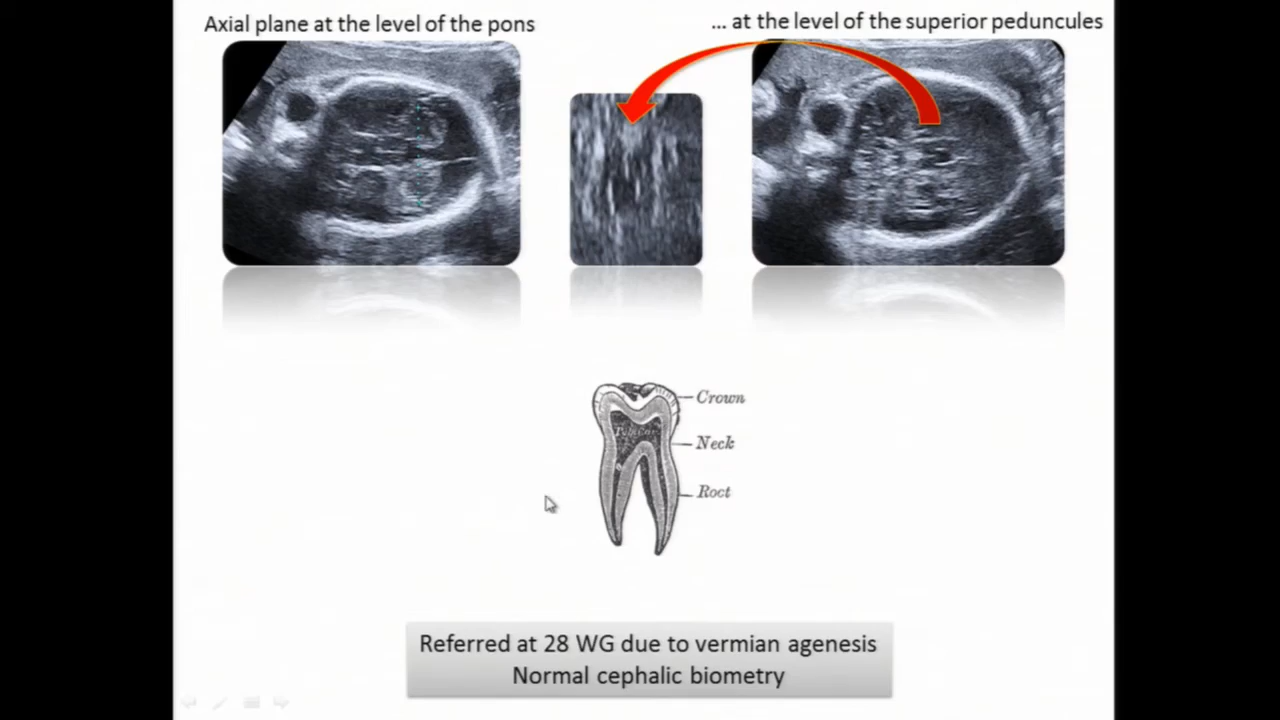 Axial plane at the level of the pons
... at the level of the superior peduncules
Crown
Neck
Roct
Referred at 28 WG due to vermian agenesis
Normal cephalic biometry